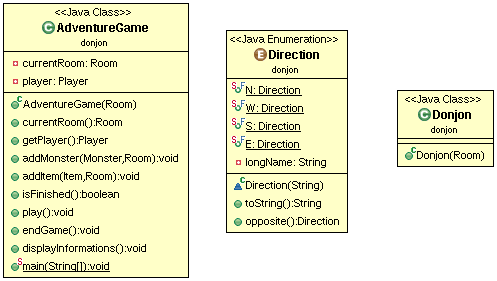 <<Java Class>>
AdventureGame
donjon
currentRoom: Room
player: Player
AdventureGame(Room)
currentRoom():Room
getPlayer():Player
addMonster(Monster,Room):void
addItem(Item,Room):void
isFinished():boolean
play():void
endGame():void
displayInformations():void
main(String[]):void
<<Java Enumeration>>
Direction
donjon
N: Direction
W: Direction
S: Direction
E: Direction
longName: String
Direction(String)
toString():String
opposite():Direction
<<Java Class>>
Donjon
donjon
Donjon(Room)